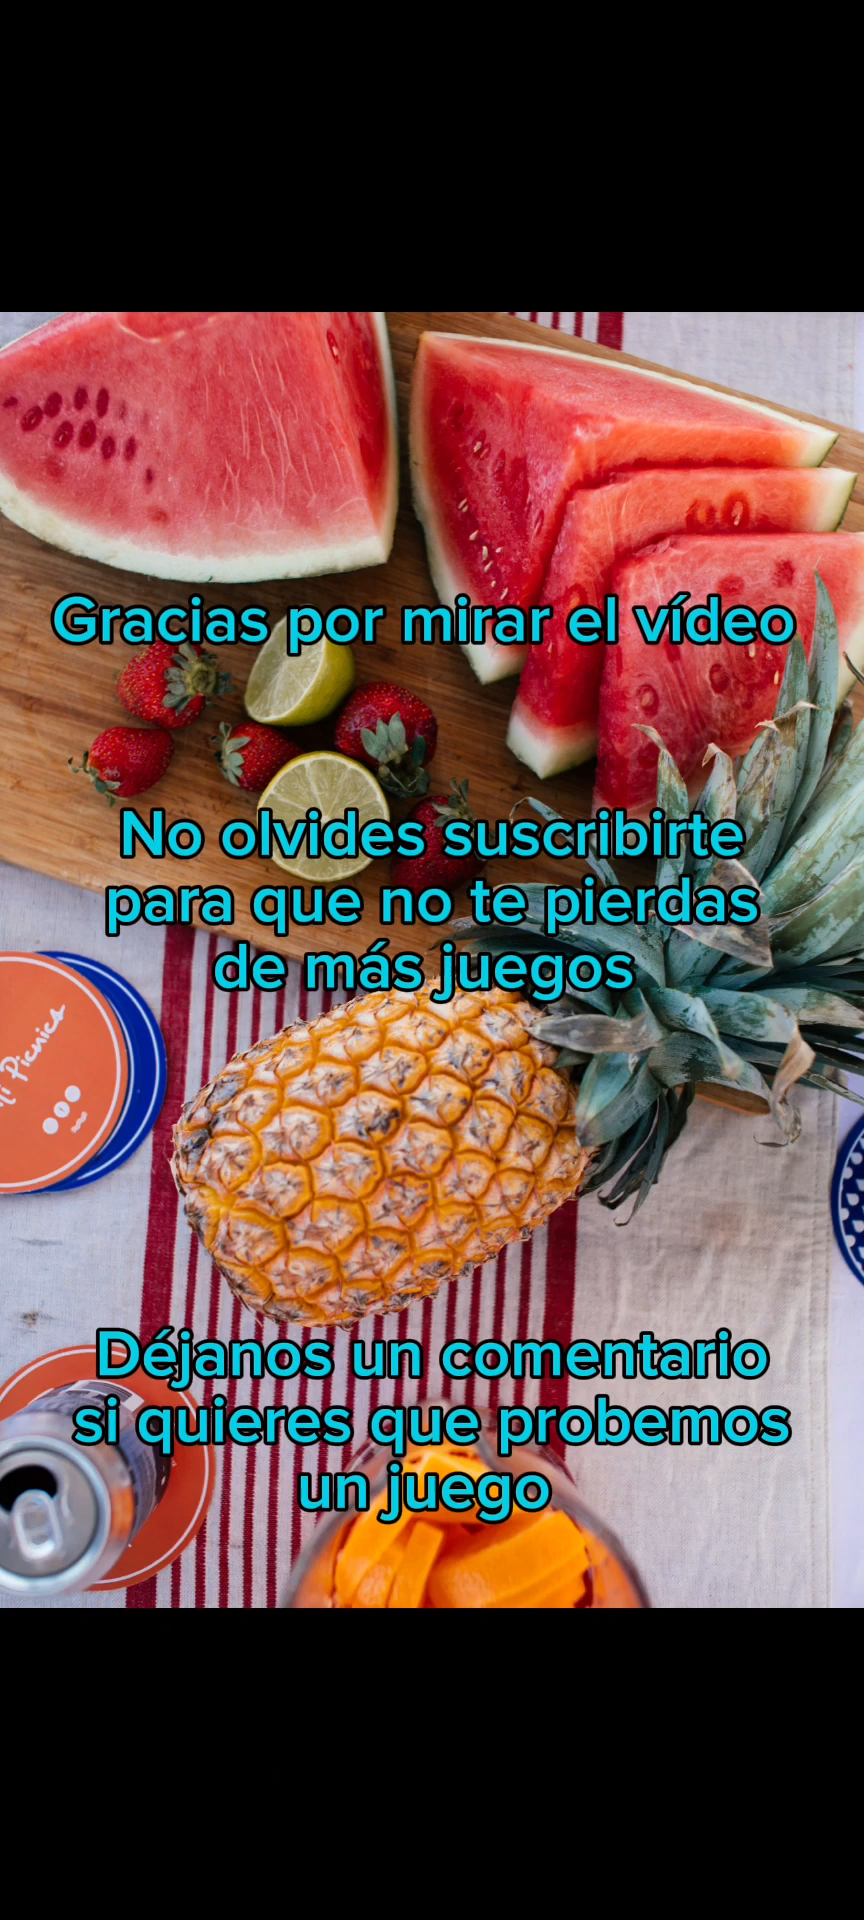 Gracias por mirar el vídeo
No olvides suscribirte
para que no te pierdas
de más juegos
Picnics
Déjanos un comentario
si quieres que probemos
un juego